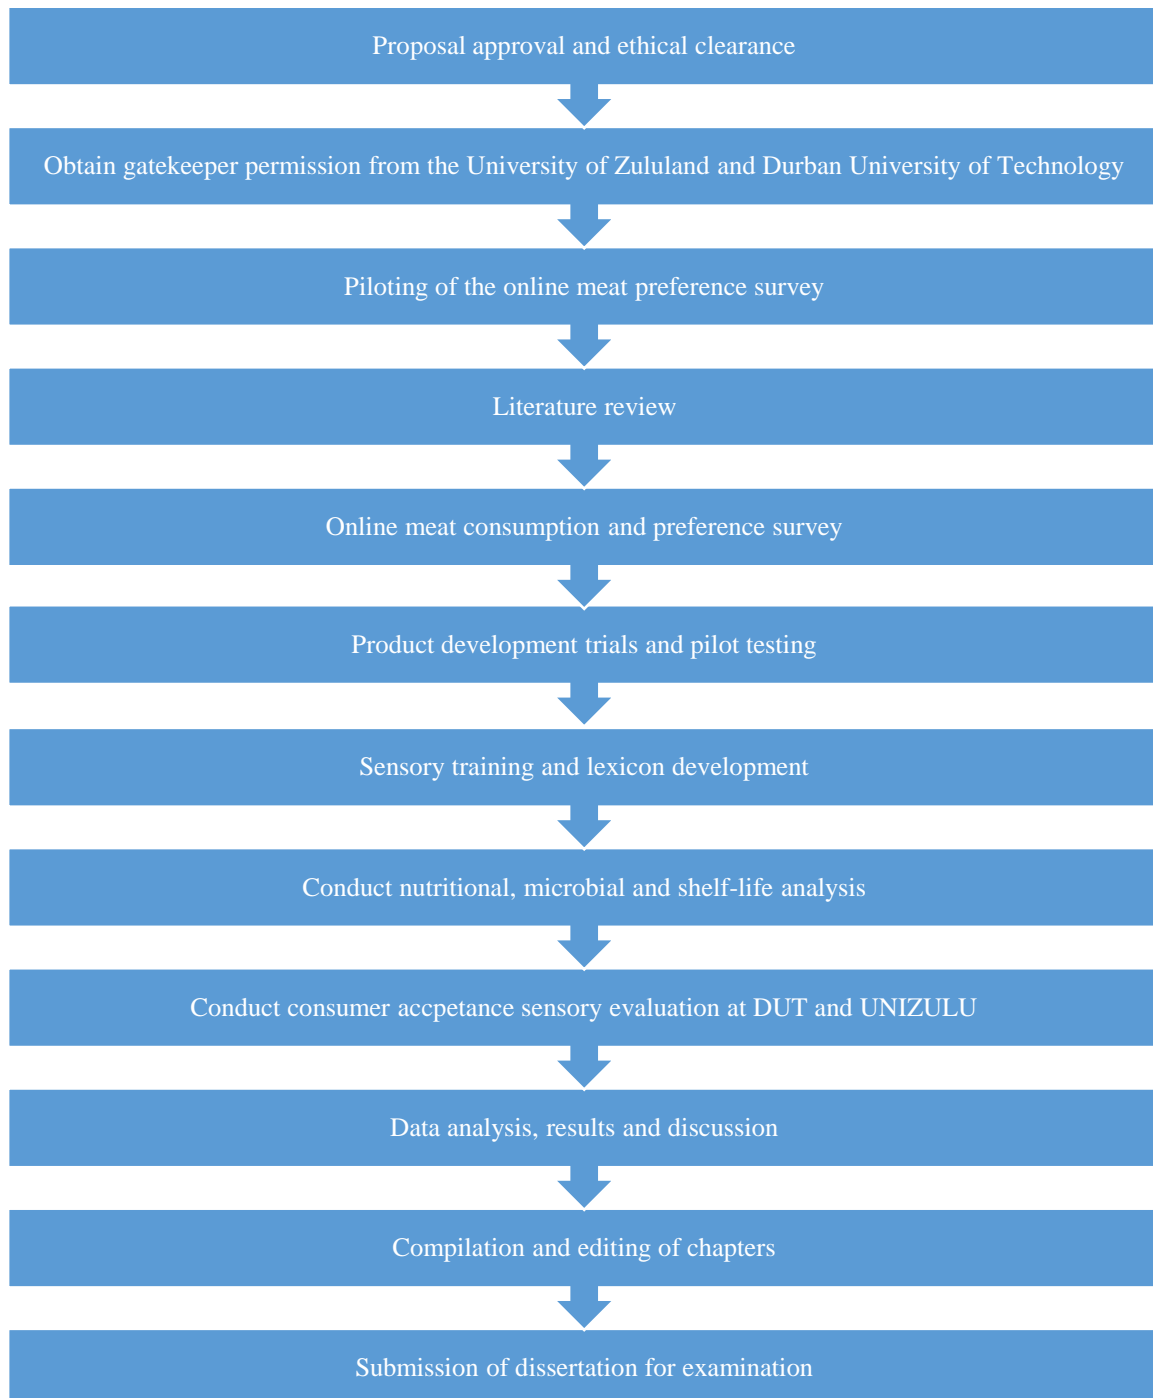 Proposal approval and ethical clearance
Obtain gatekeeper permission from the University of Zululand and Durban University of Technology
Piloting of the online meat preference survey
Literature review
Online meat consumption and preference survey
Product development trials and pilot testing
Sensory training and lexicon development
Conduct nutritional, microbial and shelf-life analysis
Conduct consumer accpetance sensory evaluation at DUT and UNIZULU
Data analysis, results and discussion
Compilation and editing of chapters
Submission of dissertation for examination